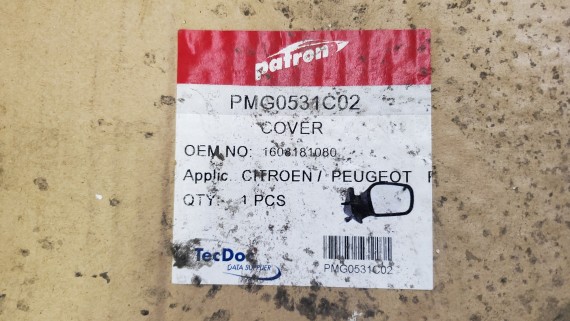 patron
PMG0531C02
COVER
OEM NO: 1608181080
Applic. CITROEN / PEUGEOT
QTY: 1 PCS
TecDoc
DATA SUPPLIER
PMG0531C02